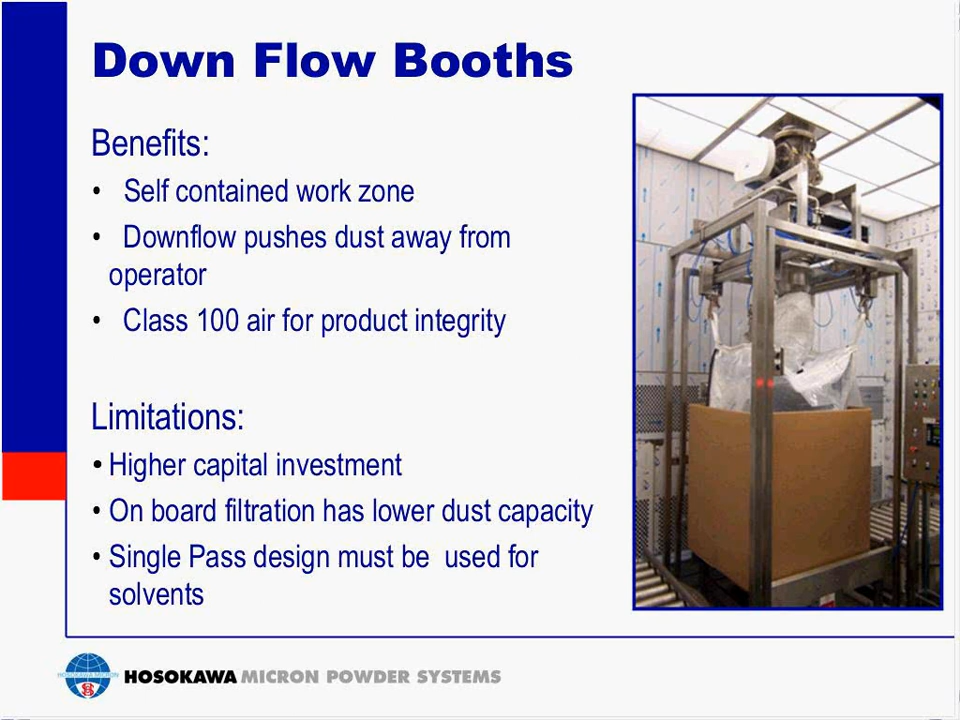 Down Flow Booths
Benefits:
• Self contained work zone
• Downflow pushes dust away from
operator
• Class 100 air for product integrity
Limitations:
• Higher capital investment
• On board filtration has lower dust capacity
• Single Pass design must be used for
solvents
HOSOKAWA MICRON
HOSOKAWA MICRON POWDER SYSTEMS